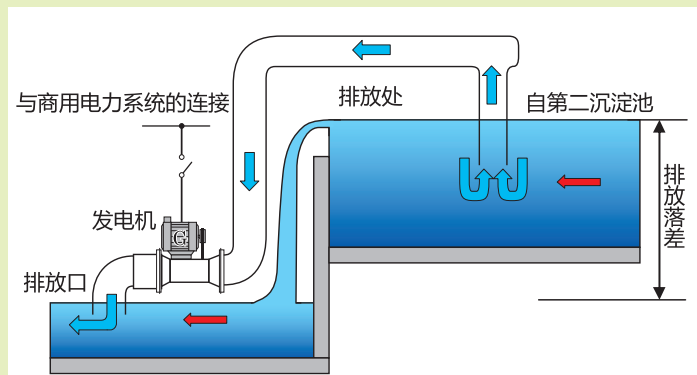 与商用电力系统的连接
排放处
自第二沉淀池
发电机
G
排放口
排放落差